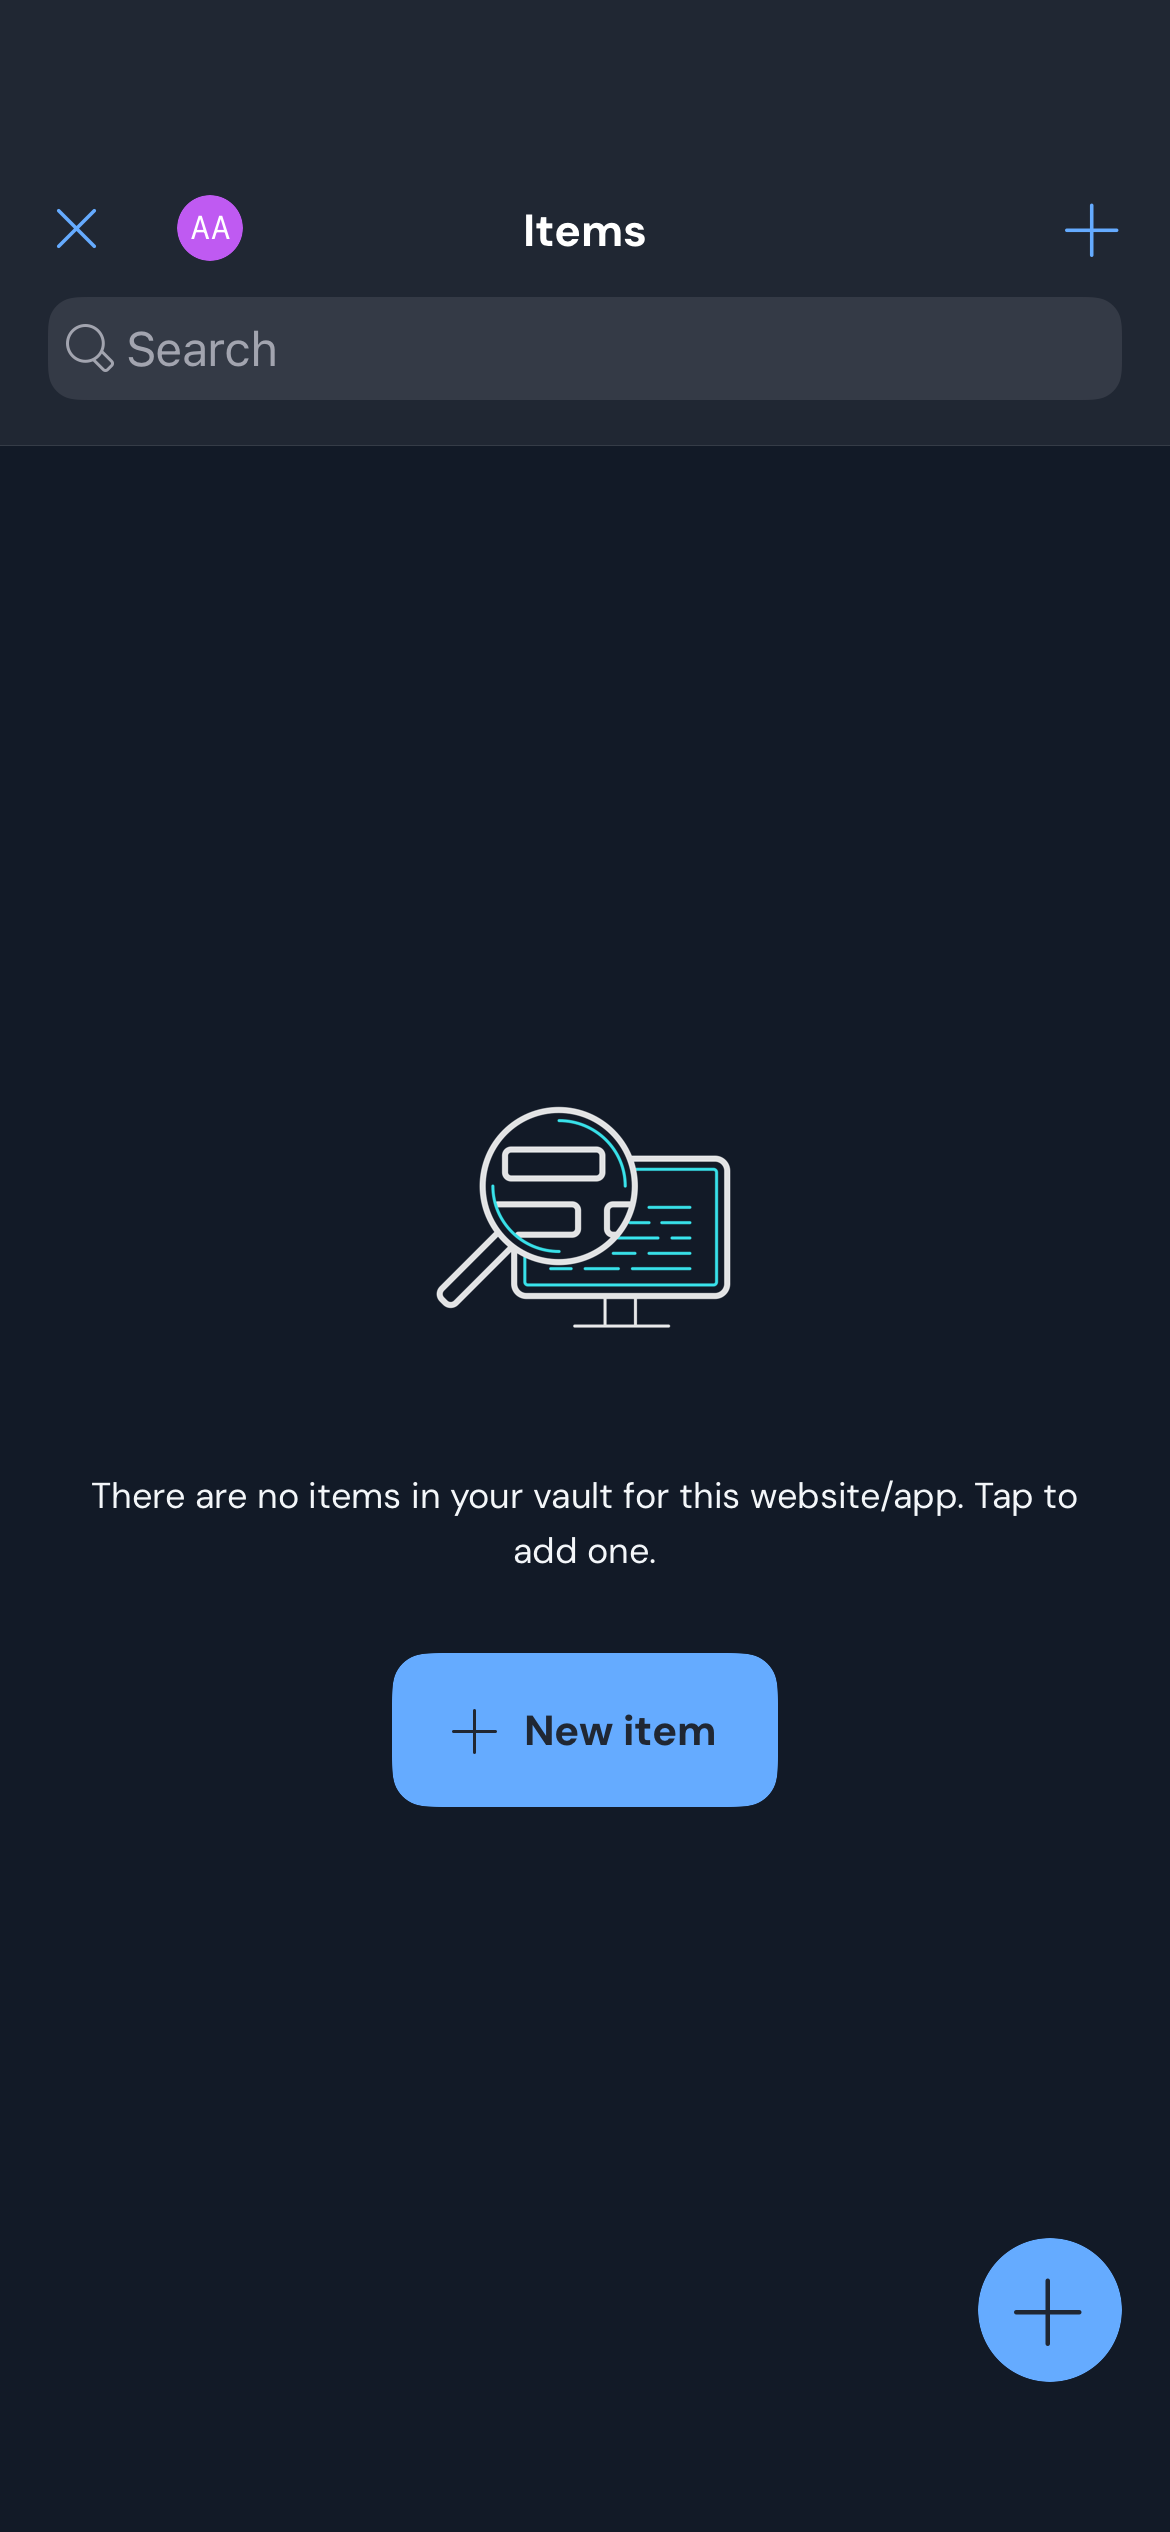 AA
Items
Search
There are no items in your vault for this website/app. Tap to
add one.
New item